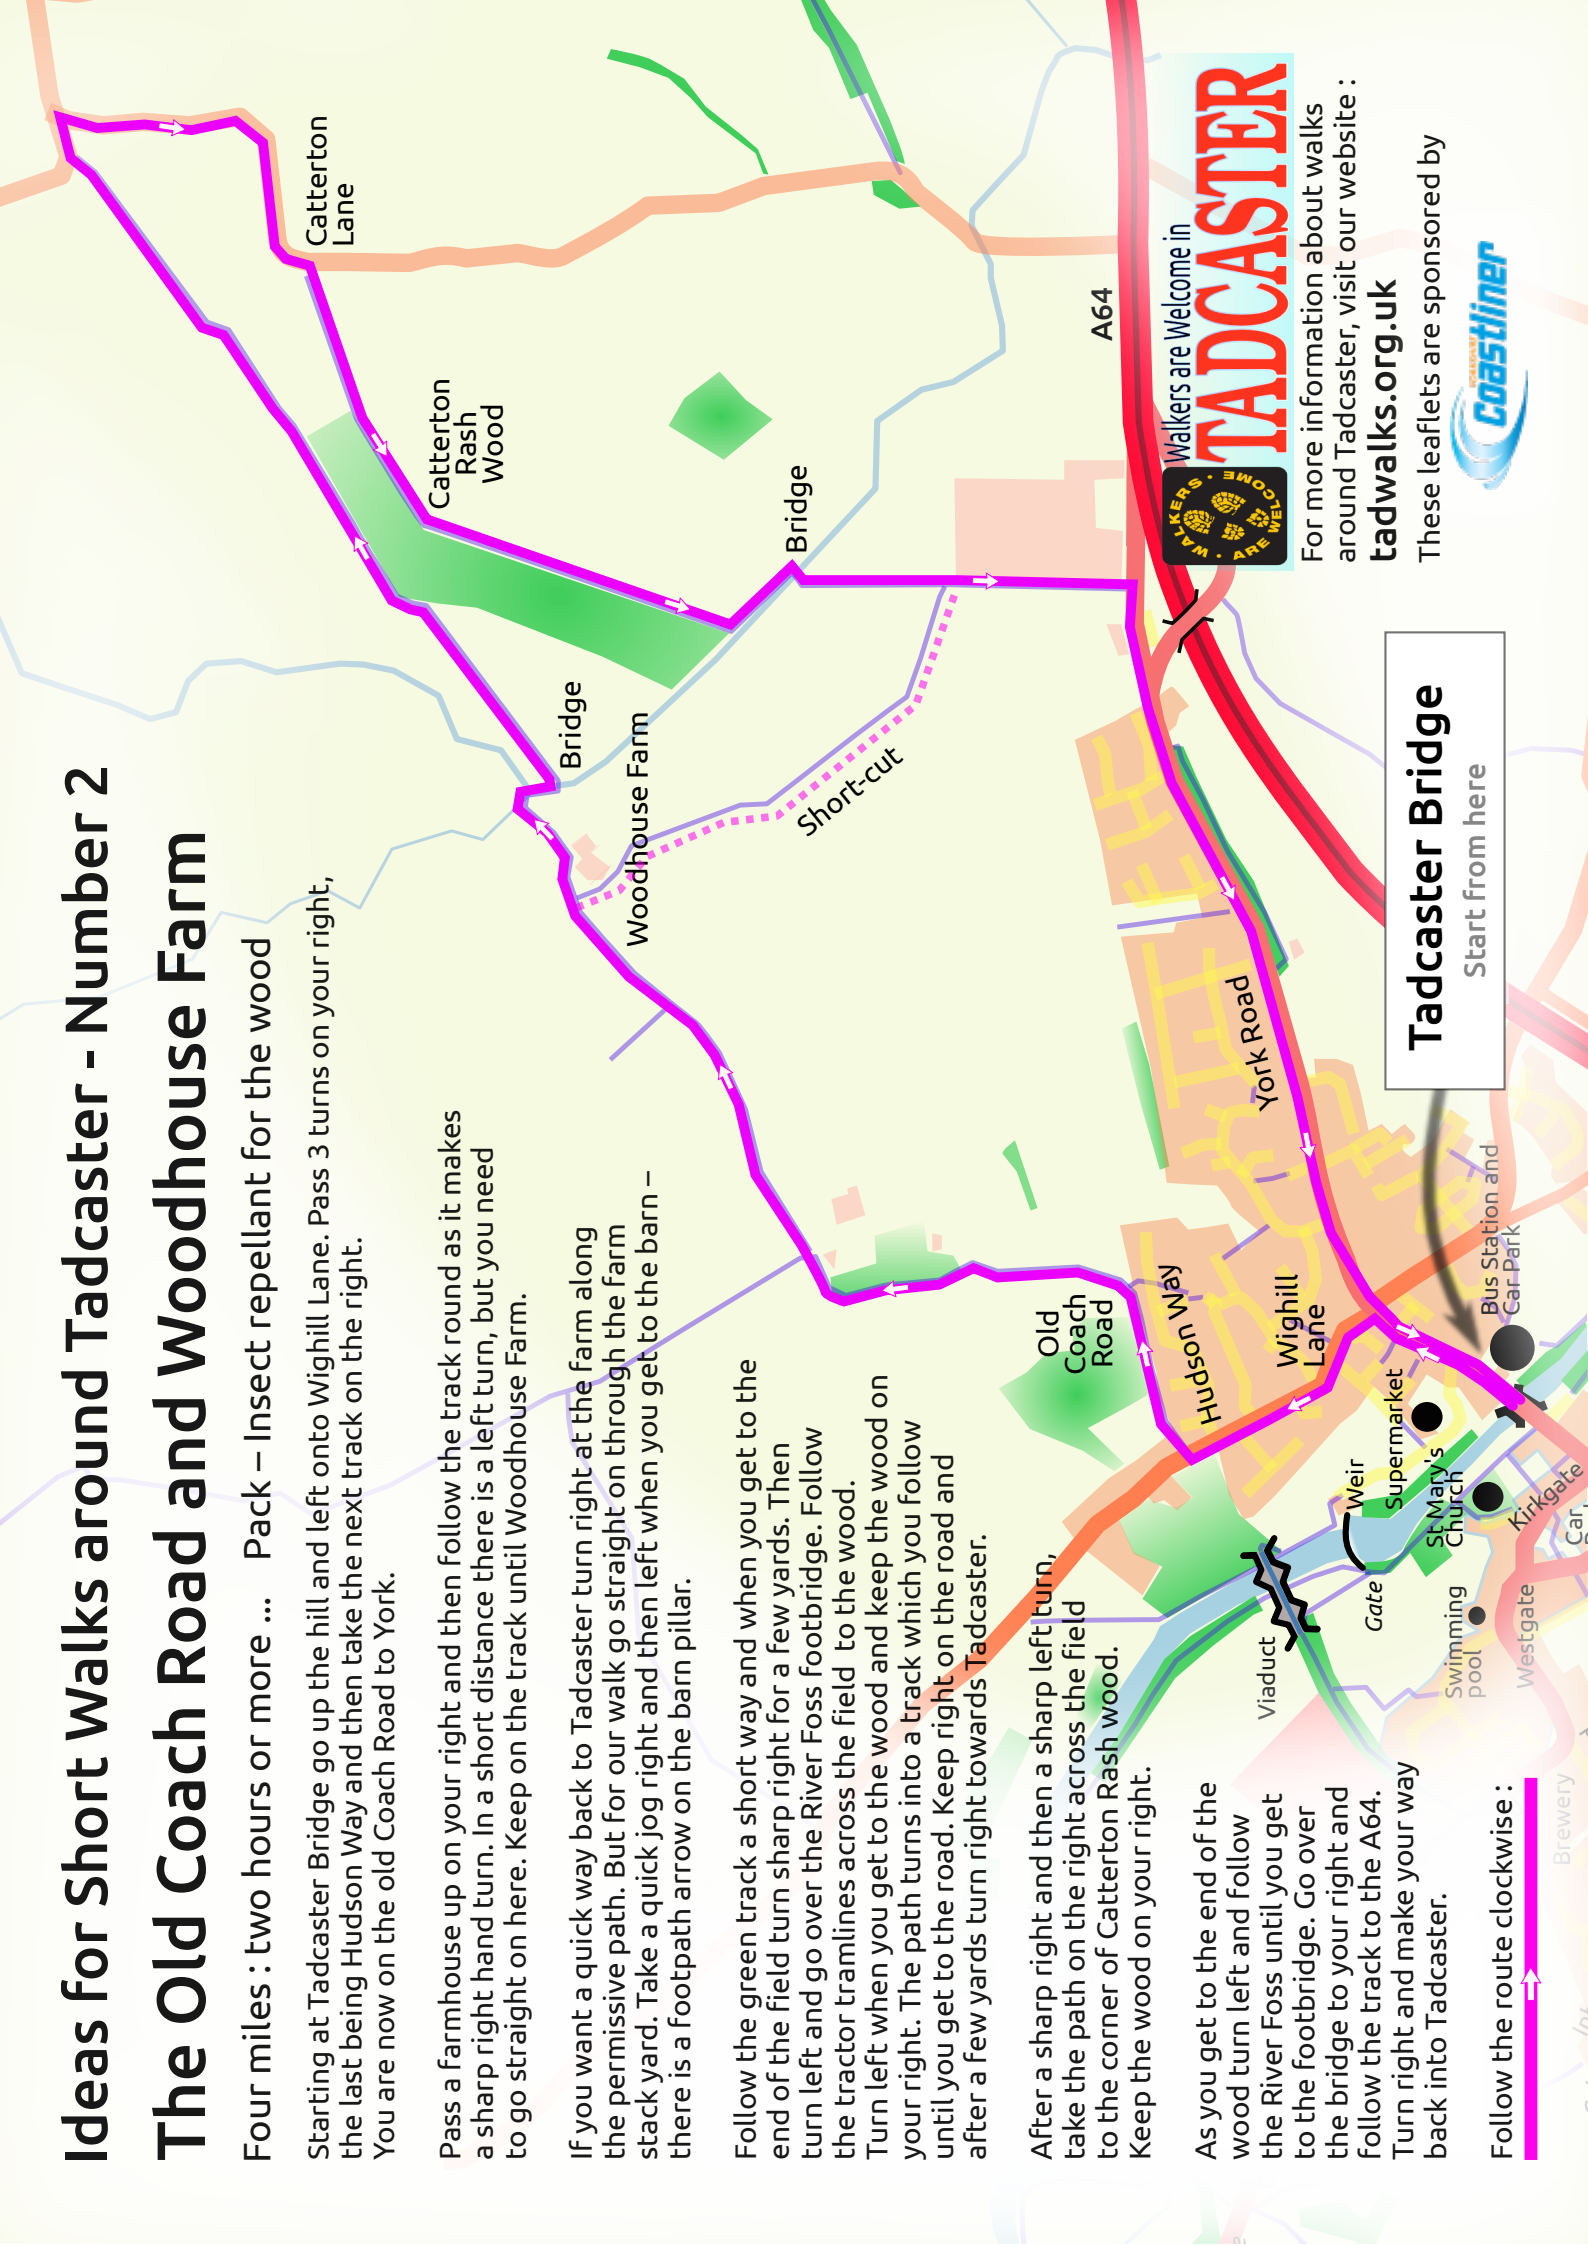 Ideas for Short Walks around Tadcaster - Number 2
The Old Coach Road and Woodhouse Farm
Four miles : two hours or more ... Pack – Insect repellant for the wood
Starting at Tadcaster Bridge go up the hill and left onto Wighill Lane. Pass 3 turns on your right,
the last being Hudson Way and then take the next track on the right.
You are now on the old Coach Road to York.
Pass a farmhouse up on your right and then follow the track round as it makes
a sharp right hand turn. In a short distance there is a left turn, but you need
to go straight on here. Keep on the track until Woodhouse Farm.
If you want a quick way back to Tadcaster turn right at the farm along
the permissive path. But for our walk go straight on through the farm
stack yard. Take a quick jog right and then left when you get to the barn –
there is a footpath arrow on the barn pillar.
Follow the green track a short way and when you get to the
end of the field turn sharp right for a few yards. Then
turn left and go over the River Foss footbridge. Follow
the tractor tramlines across the field to the wood.
Turn left when you get to the wood and keep the wood on
your right. The path turns into a track which you follow
until you get to the road. Keep right on the road and
after a few yards turn right towards Tadcaster.
After a sharp right and then a sharp left turn,
take the path on the right across the field
to the corner of Catterton Rash wood.
Keep the wood on your right.
As you get to the end of the
wood turn left and follow
the River Foss until you get
to the footbridge. Go over
the bridge to your right and
follow the track to the A64.
Turn right and make your way
back into Tadcaster.
Follow the route clockwise :
Catterton
Lane
Catterton
Rash
Wood
Bridge
Bridge
Woodhouse Farm
Short-cut
A64
York Road
Old
Coach
Road
Hudson Way
Wighill
Lane
Supermarket
Weir
St Mary's
Church
Gate
Viaduct
Swimming
pool
Westgate
Kirkgate
Car
Brewery
Bus Station and
Car Park
Tadcaster Bridge
Start from here
Walkers are Welcome in
TADCASTER
WALKERS • ARE WELCOME •
For more information about walks
around Tadcaster, visit our website :
tadwalks.org.uk
These leaflets are sponsored by
Coastliner